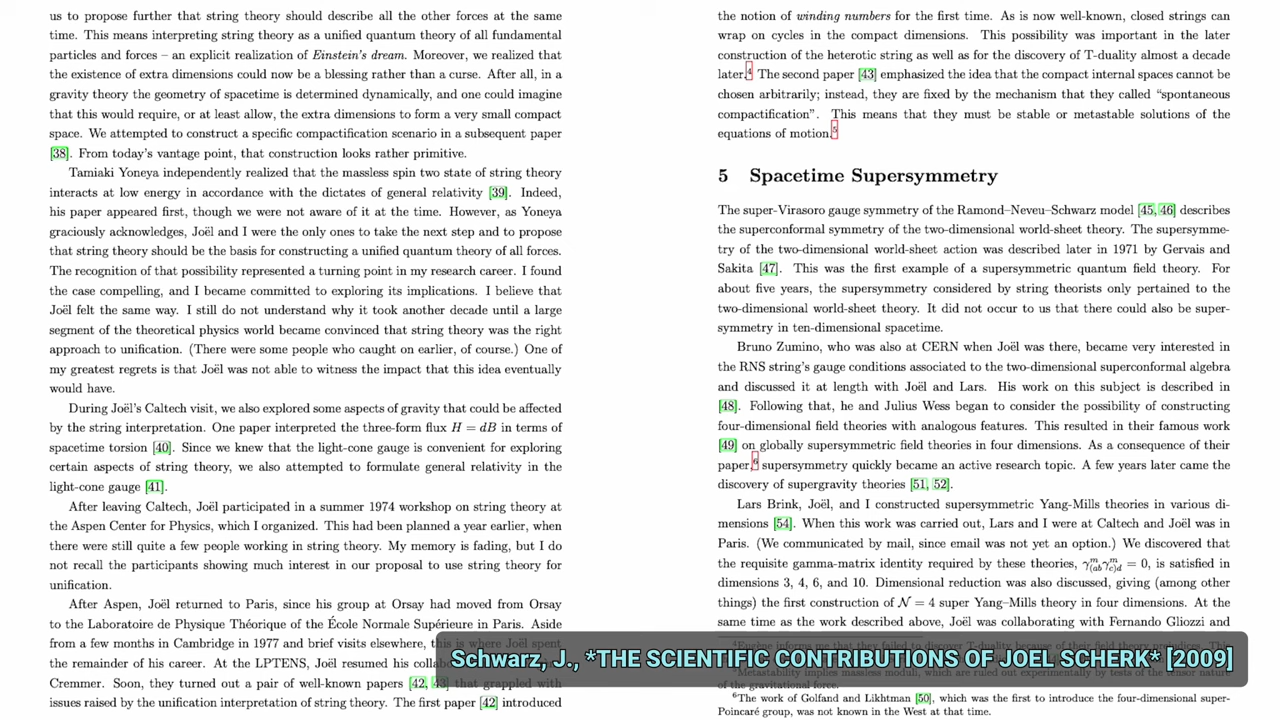 us to propose further that string theory should describe all the other forces at the same
time. This means interpreting string theory as a unified quantum theory of all fundamental
particles and forces – an explicit realization of Einstein's dream. Moreover, we realized that
the existence of extra dimensions could now be a blessing rather than a curse. After all, in a
gravity theory the geometry of spacetime is determined dynamically, and one could imagine
that this would require, or at least allow, the extra dimensions to form a very small compact
space. We attempted to construct a specific compactification scenario in a subsequent paper
[38]. From today's vantage point, that construction looks rather primitive.
Tamiaki Yoneya independently realized that the massless spin two state of string theory
interacts at low energy in accordance with the dictates of general relativity [39]. Indeed,
his paper appeared first, though we were not aware of it at the time. However, as Yoneya
graciously acknowledges, Joël and I were the only ones to take the next step and to propose
that string theory should be the basis for constructing a unified quantum theory of all forces.
The recognition of that possibility represented a turning point in my research career. I found
the case compelling, and I became committed to exploring its implications. I believe that
Joël felt the same way. I still do not understand why it took another decade until a large
segment of the theoretical physics world became convinced that string theory was the right
approach to unification. (There were some people who caught on earlier, of course.) One of
my greatest regrets is that Joël was not able to witness the impact that this idea eventually
would have.
During Joël's Caltech visit, we also explored some aspects of gravity that could be affected
by the string interpretation. One paper interpreted the three-form flux H = dB in terms of
spacetime torsion [40]. Since we knew that the light-cone gauge is convenient for exploring
certain aspects of string theory, we also attempted to formulate general relativity in the
light-cone gauge [41].
After leaving Caltech, Joël participated in a summer 1974 workshop on string theory at
the Aspen Center for Physics, which I organized. This had been planned a year earlier, when
there were still quite a few people working in string theory. My memory is fading, but I do
not recall the participants showing much interest in our proposal to use string theory for
unification.
After Aspen, Joël returned to Paris, since his group at Orsay had moved from Orsay
to the Laboratoire de Physique Théorique of the École Normale Supérieure in Paris. Aside
from a few months in Cambridge in 1977 and brief visits elsewhere, this is where Joël spent
the remainder of his career. At the LPTENS, Joël resumed his
Cremmer. Soon, they turned out a pair of well-known papers [42, 43] that grappled with
issues raised by the unification interpretation of string theory. The first paper [42] introduced
the notion of winding numbers for the first time. As is now well-known, closed strings can
wrap on cycles in the compact dimensions. This possibility was important in the later
construction of the heterotic string as well as for the discovery of T-duality almost a decade
later.4 The second paper [43] emphasized the idea that the compact internal spaces cannot be
chosen arbitrarily; instead, they are fixed by the mechanism that they called “spontaneous
compactification”. This means that they must be stable or metastable solutions of the
equations of motion.5
5 Spacetime Supersymmetry
The super-Virasoro gauge symmetry of the Ramond–Neveu–Schwarz model [45, 46] describes
the superconformal symmetry of the two-dimensional world-sheet theory. The supersymme-
try of the two-dimensional world-sheet action was described later in 1971 by Gervais and
Sakita [47]. This was the first example of a supersymmetric quantum field theory. For
about five years, the supersymmetry considered by string theorists only pertained to the
two-dimensional world-sheet theory. It did not occur to us that there could also be super-
symmetry in ten-dimensional spacetime.
Bruno Zumino, who was also at CERN when Joël was there, became very interested in
the RNS string's gauge conditions associated to the two-dimensional superconformal algebra
and discussed it at length with Joël and Lars. His work on this subject is described in
[48]. Following that, he and Julius Wess began to consider the possibility of constructing
four-dimensional field theories with analogous features. This resulted in their famous work
[49] on globally supersymmetric field theories in four dimensions. As a consequence of their
paper,6 supersymmetry quickly became an active research topic. A few years later came the
discovery of supergravity theories [51, 52].
Lars Brink, Joël, and I constructed supersymmetric Yang-Mills theories in various di-
mensions [54]. When this work was carried out, Lars and I were at Caltech and Joël was in
Paris. (We communicated by mail, since email was not yet an option.) We discovered that
the requisite gamma-matrix identity required by these theories, γ^m_(ab γ^m_c)d = 0, is satisfied in
dimensions 3, 4, 6, and 10. Dimensional reduction was also discussed, giving (among other
things) the first construction of N = 4 super Yang–Mills theory in four dimensions. At the
same time as the work described above, Joël was collaborating with Fernando Gliozzi and
6The work of Golfand and Likhtman [50], which was the first to introduce the four-dimensional super-
Poincaré group, was not known in the West at that time.
Schwarz, J., *THE SCIENTIFIC CONTRIBUTIONS OF JOEL SCHERK* [2009]